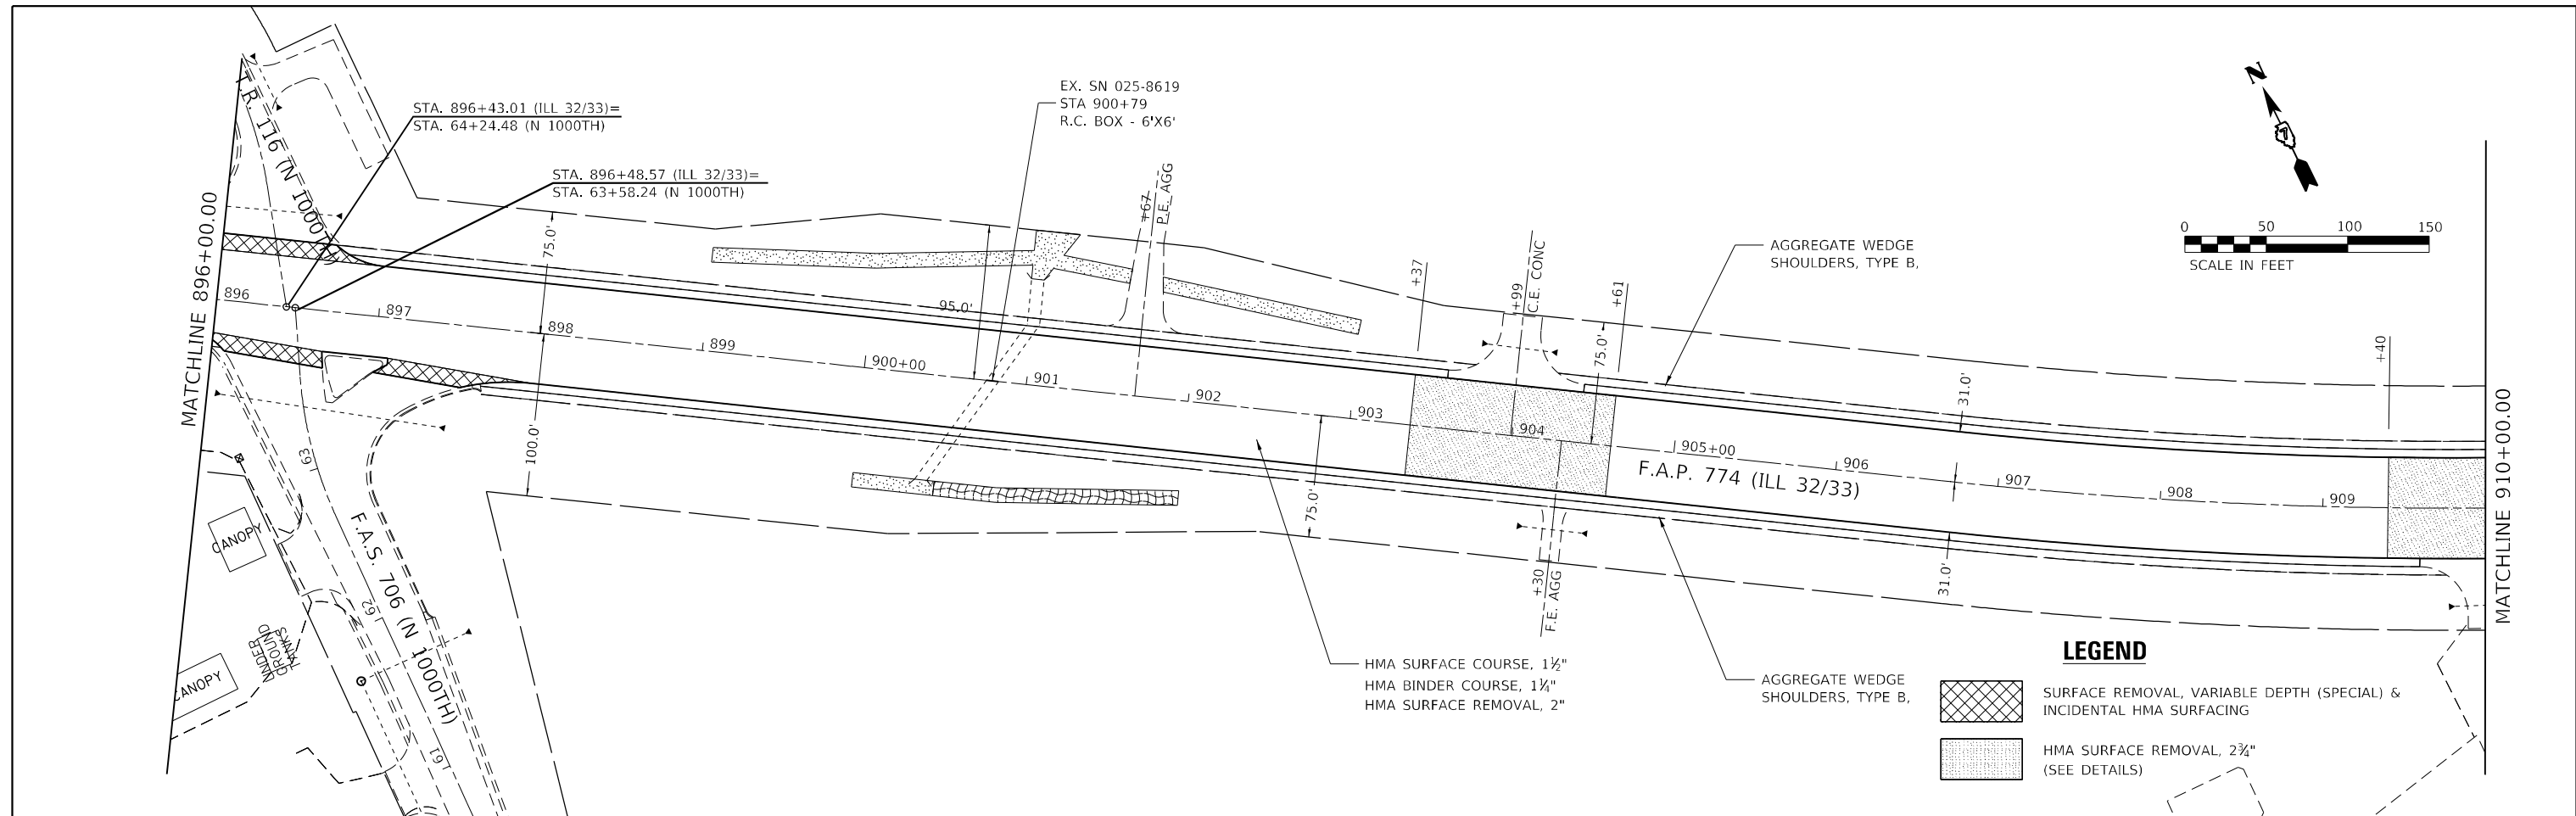 STA. 896+43.01 (ILL 32/33)=
STA. 64+24.48 (N 1000TH)
STA. 896+48.57 (ILL 32/33)=
STA. 63+58.24 (N 1000TH)
EX. SN 025-8619
STA 900+79
R.C. BOX - 6'X6'
T.R. 116 (N 1000
MATCHLINE 896+00.00
75.0'
95.0'
100.0'
+67
P.E. AGG
+37
+99
C.E. CONC
+61
75.0'
AGGREGATE WEDGE
SHOULDERS, TYPE B,
N
0 50 100 150
SCALE IN FEET
896
897
898
899
900+00
901
902
903
904
905+00
906
907
908
909
31.0'
+40
MATCHLINE 910+00.00
F.A.P. 774 (ILL 32/33)
75.0'
+30
F.E. AGG
31.0'
63
62
61
F.A.S. 706 (N 1000TH)
CANOPY
UNDER
GROUND
TANKS
CANOPY
HMA SURFACE COURSE, 1½"
HMA BINDER COURSE, 1¼"
HMA SURFACE REMOVAL, 2"
AGGREGATE WEDGE
SHOULDERS, TYPE B,
LEGEND
SURFACE REMOVAL, VARIABLE DEPTH (SPECIAL) &
INCIDENTAL HMA SURFACING
HMA SURFACE REMOVAL, 2¾"
(SEE DETAILS)